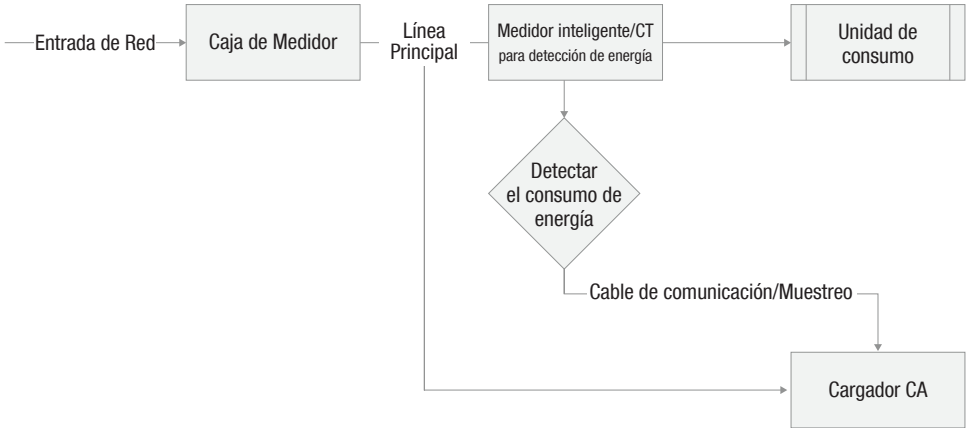 Entrada de Red
Caja de Medidor
Línea
Principal
Medidor inteligente/CT
para detección de energía
Unidad de
consumo
Detectar
el consumo de
energía
Cable de comunicación/Muestreo
Cargador CA